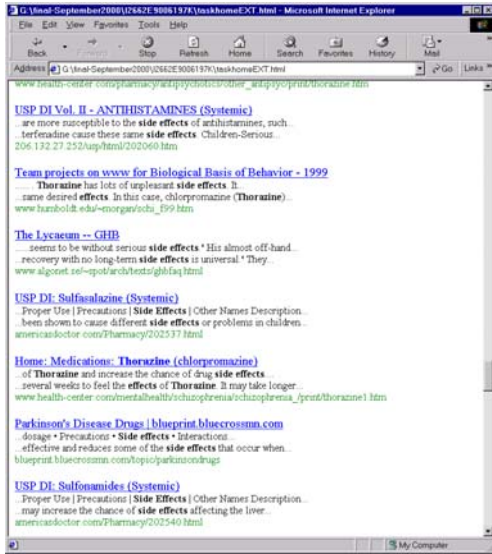 G:\final-September2000\I2662E9006197K\taskhomeEXT.html - Microsoft Internet Explorer
File Edit View Favorites Tools Help
Back Forward Stop Refresh Home Search Favorites History Mail
Address G:\final-September2000\I2662E9006197K\taskhomeEXT.html Go Links »
www.health-center.com/pharmacy/antipsychotics/other_antipsyco/print/thorazine.htm
USP DI Vol. II - ANTIHISTAMINES (Systemic)
...are more susceptible to the side effects of antihistamines, such...
...terfenadine cause these same side effects. Children-Serious...
206.132.27.252/usp/html/202060.htm
Team projects on www for Biological Basis of Behavior - 1999
... ... Thorazine has lots of unpleasant side effects. It...
...same desired effects. In this case, chlorpromazine (Thorazine)...
www.humboldt.edu/~morgan/schi_f99.htm
The Lycaeum -- GHB
... ...seems to be without serious side effects." His almost off-hand...
...recovery with no long-term side effects is universal." They...
www.algonet.se/~spot/arch/texts/ghbfaq.html
USP DI: Sulfasalazine (Systemic)
...Proper Use | Precautions | Side Effects | Other Names Description...
...been shown to cause different side effects or problems in children...
americasdoctor.com/Pharmacy/202537.html
Home: Medications: Thorazine (chlorpromazine)
...of Thorazine and increase the chance of drug side effects....
...several weeks to feel the effects of Thorazine. It may take longer...
www.health-center.com/mentalhealth/schizophrenia/schizophrenia_/print/thorazine1.htm
Parkinson's Disease Drugs | blueprint.bluecrossmn.com
...dosage • Precautions • Side effects • Interactions...
...effective and reduces some of the side effects that occur when...
blueprint.bluecrossmn.com/topic/parkinsondrugs
USP DI: Sulfonamides (Systemic)
...Proper Use | Precautions | Side Effects | Other Names Description...
...may increase the chance of side effects affecting the liver...
americasdoctor.com/Pharmacy/202540.html
My Computer